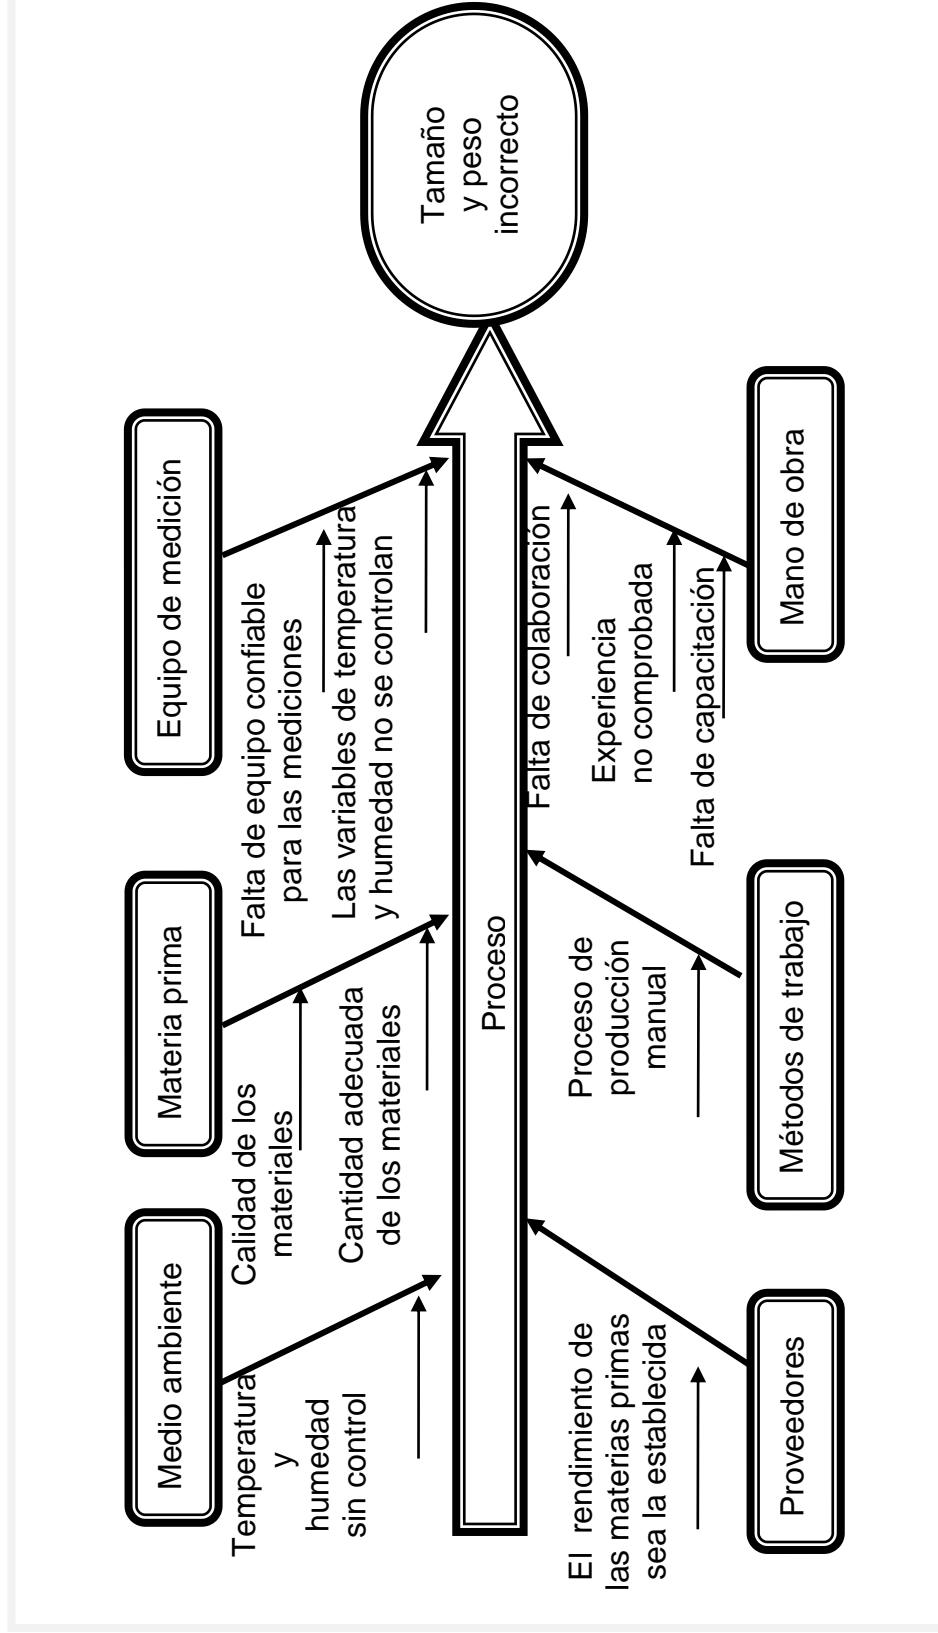 Medio ambiente
Materia prima
Equipo de medición
Temperatura
y
humedad
sin control
Calidad de los
materiales
Cantidad adecuada
de los materiales
Falta de equipo confiable
para las mediciones
Las variables de temperatura
y humedad no se controlan
Proceso
Tamaño
y peso
incorrecto
El rendimiento de
las materias primas
sea la establecida
Proceso de
producción
manual
Falta de colaboración
Experiencia
no comprobada
Falta de capacitación
Proveedores
Métodos de trabajo
Mano de obra